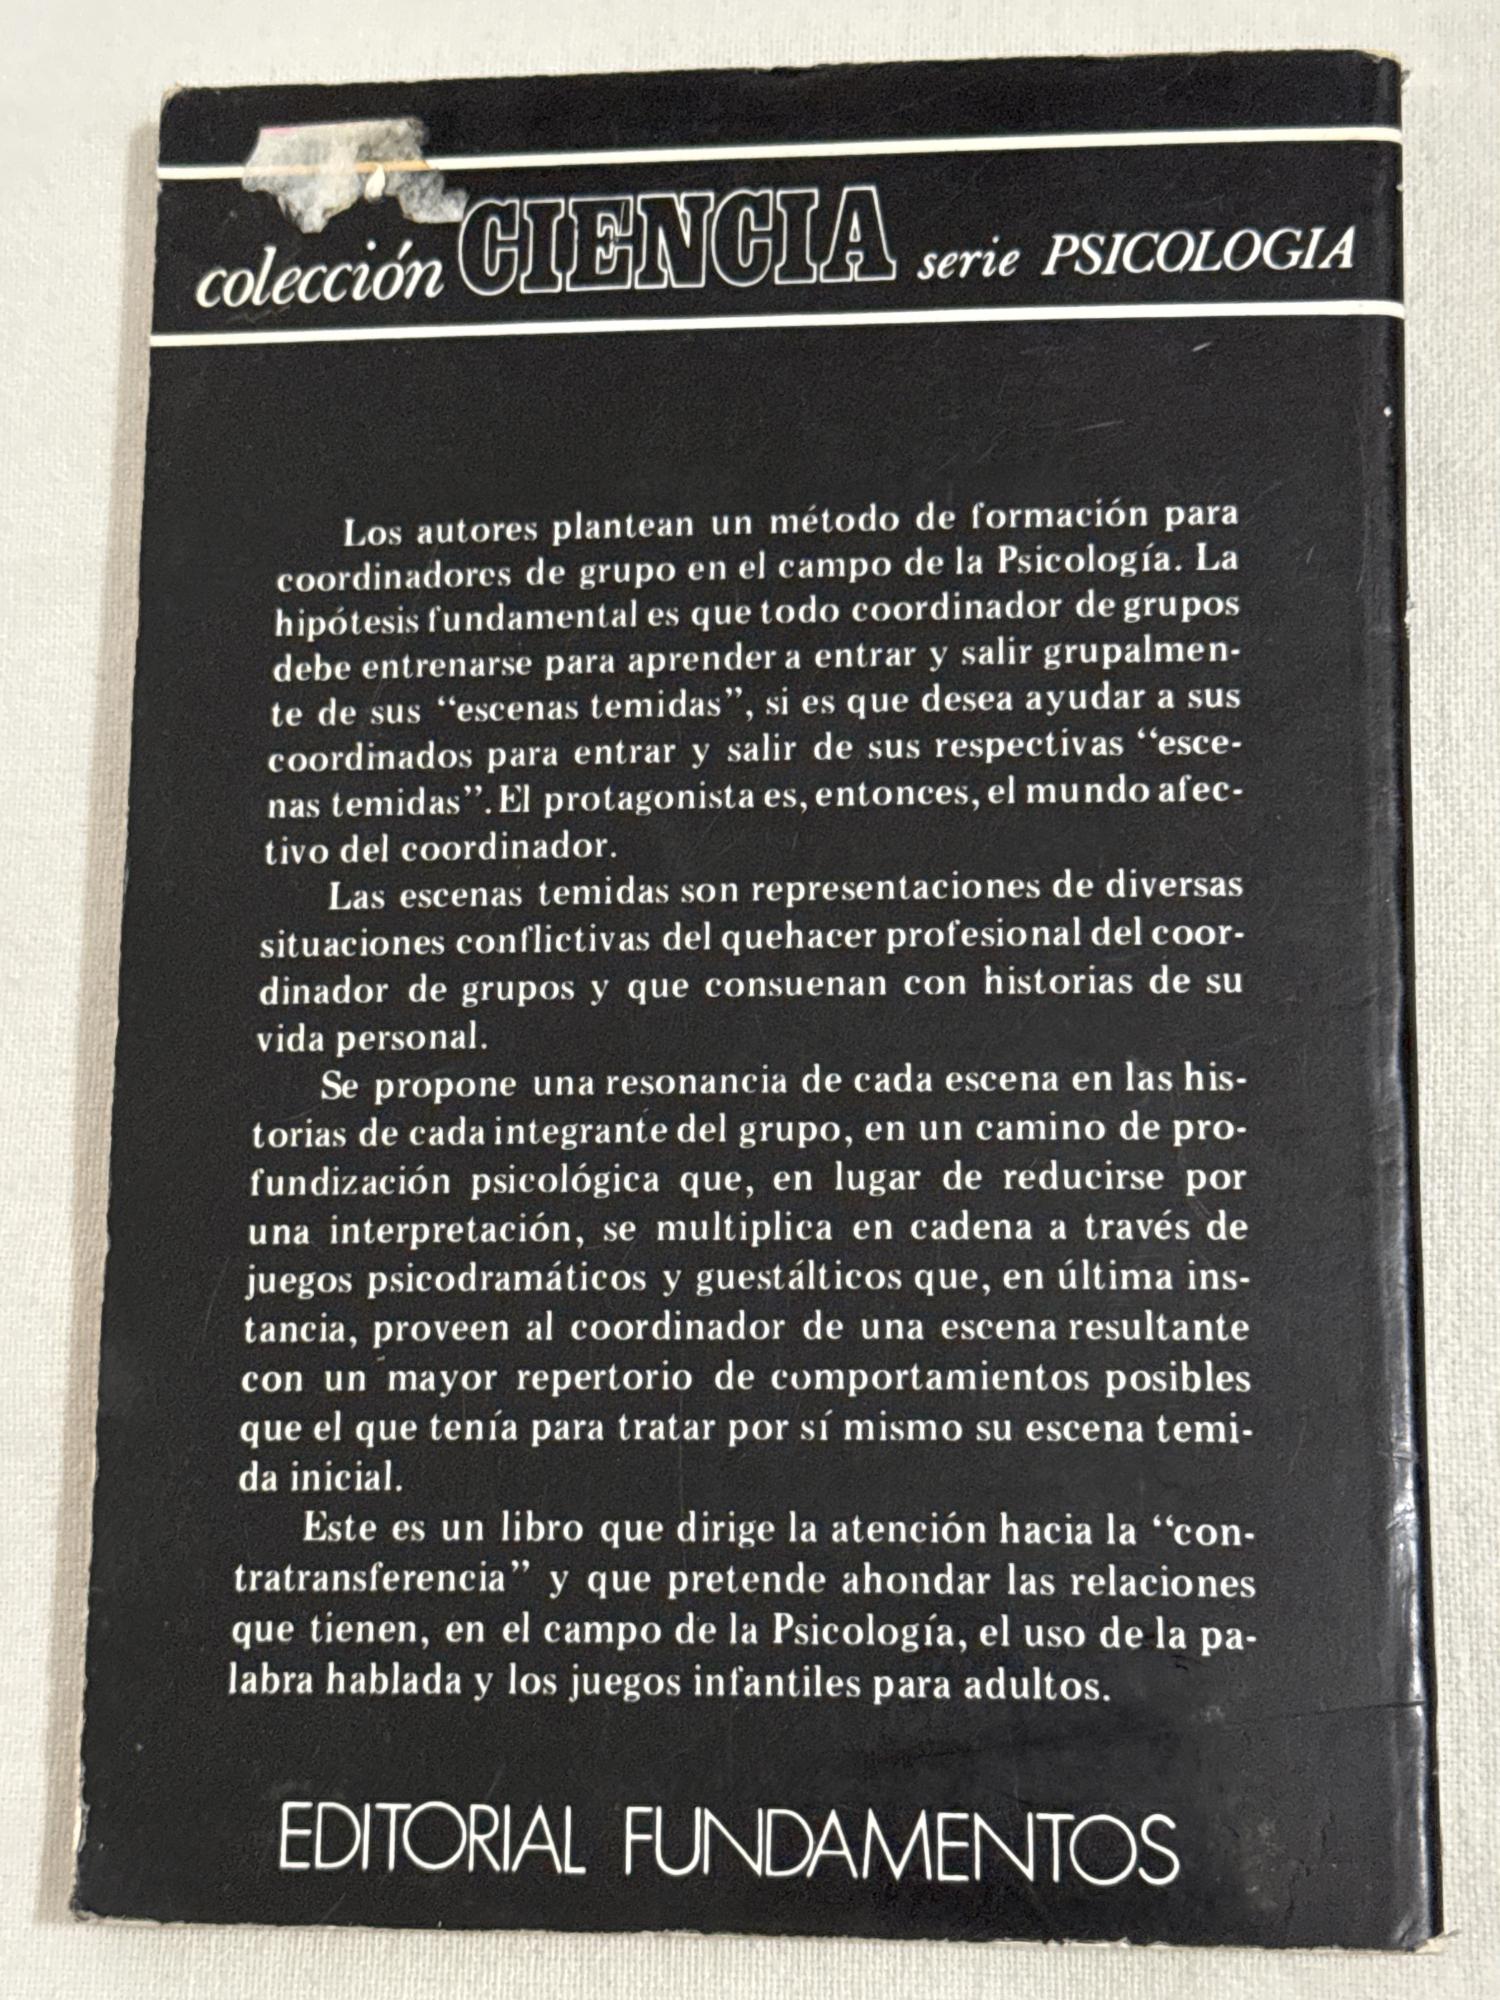 colección CIENCIA serie PSICOLOGIA
Los autores plantean un método de formación para
coordinadores de grupo en el campo de la Psicología. La
hipótesis fundamental es que todo coordinador de grupos
debe entrenarse para aprender a entrar y salir grupalmen-
te de sus “escenas temidas”, si es que desea ayudar a sus
coordinados para entrar y salir de sus respectivas “esce-
nas temidas”. El protagonista es, entonces, el mundo afec-
tivo del coordinador.
Las escenas temidas son representaciones de diversas
situaciones conflictivas del quehacer profesional del coor-
dinador de grupos y que consuenan con historias de su
vida personal.
Se propone una resonancia de cada escena en las his-
torias de cada integrante del grupo, en un camino de pro-
fundización psicológica que, en lugar de reducirse por
una interpretación, se multiplica en cadena a través de
juegos psicodramáticos y guestálticos que, en última ins-
tancia, proveen al coordinador de una escena resultante
con un mayor repertorio de comportamientos posibles
que el que tenía para tratar por sí mismo su escena temi-
da inicial.
Este es un libro que dirige la atención hacia la “con-
tratransferencia” y que pretende ahondar las relaciones
que tienen, en el campo de la Psicología, el uso de la pa-
labra hablada y los juegos infantiles para adultos.
EDITORIAL FUNDAMENTOS